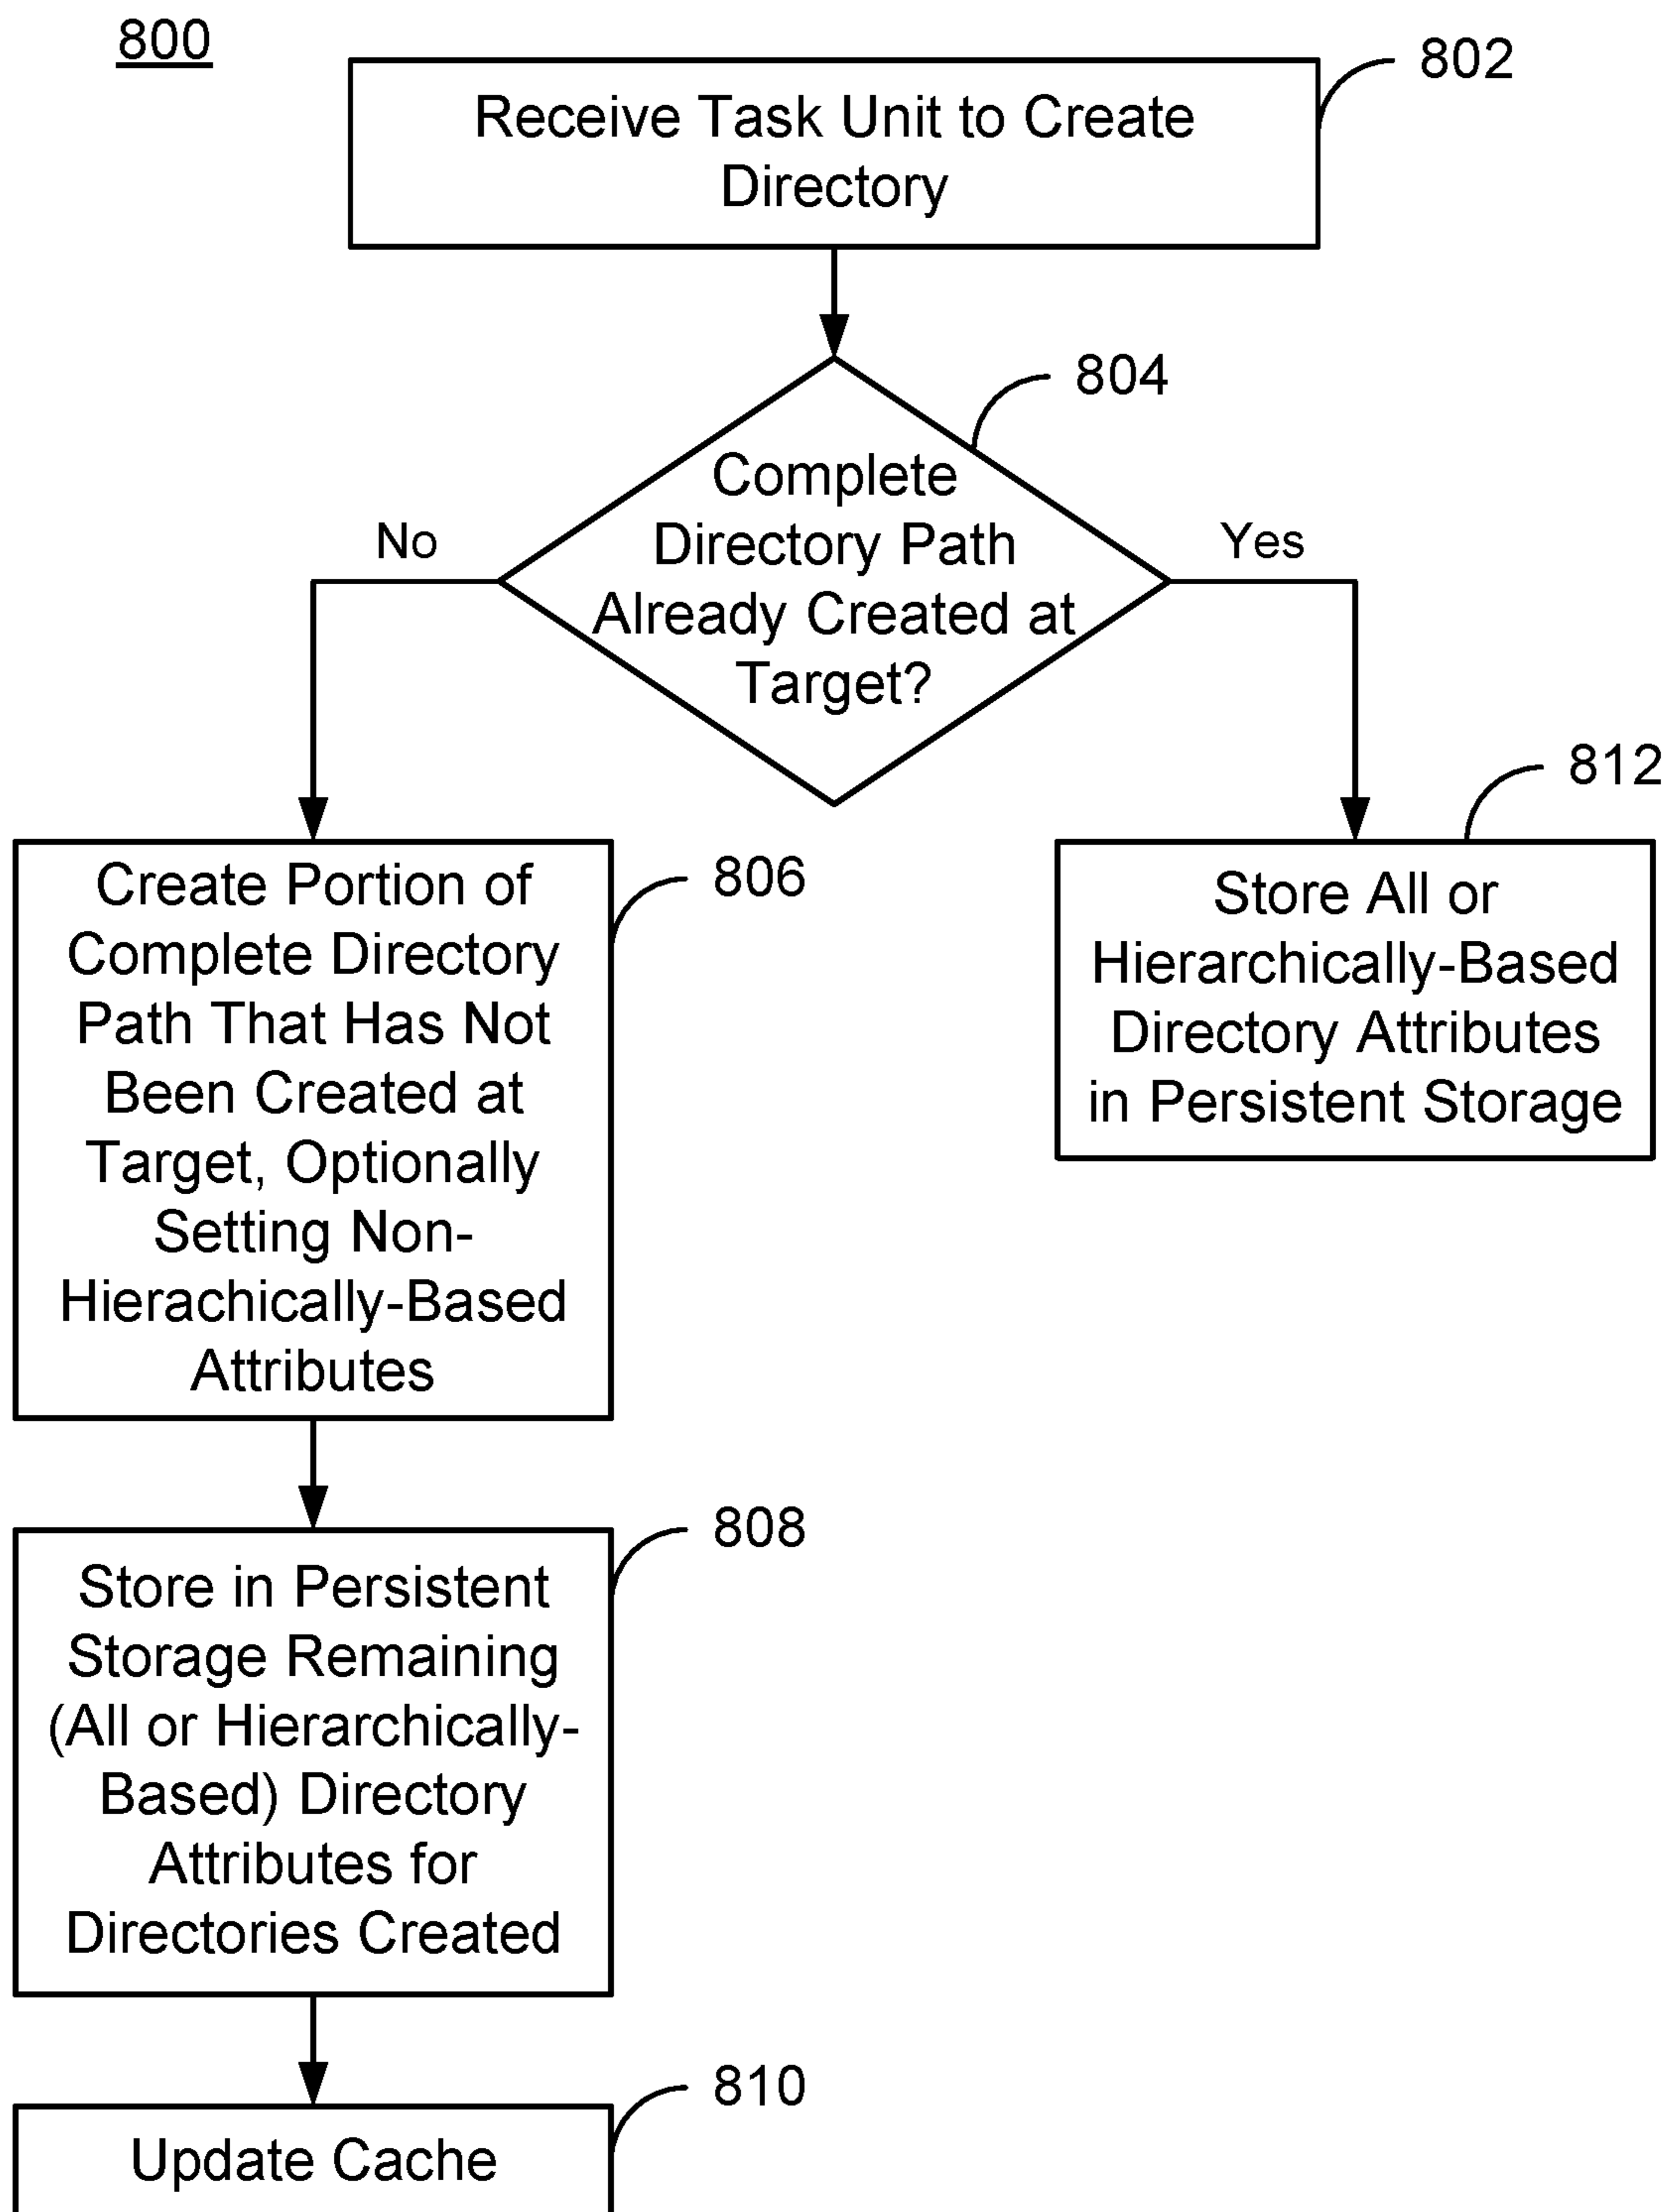 800
802
Receive Task Unit to Create
Directory
804
Complete
Directory Path
Already Created at
Target?
No
Yes
806
Create Portion of
Complete Directory
Path That Has Not
Been Created at
Target, Optionally
Setting Non-
Hierachically-Based
Attributes
812
Store All or
Hierarchically-Based
Directory Attributes
in Persistent Storage
808
Store in Persistent
Storage Remaining
(All or Hierarchically-
Based) Directory
Attributes for
Directories Created
810
Update Cache